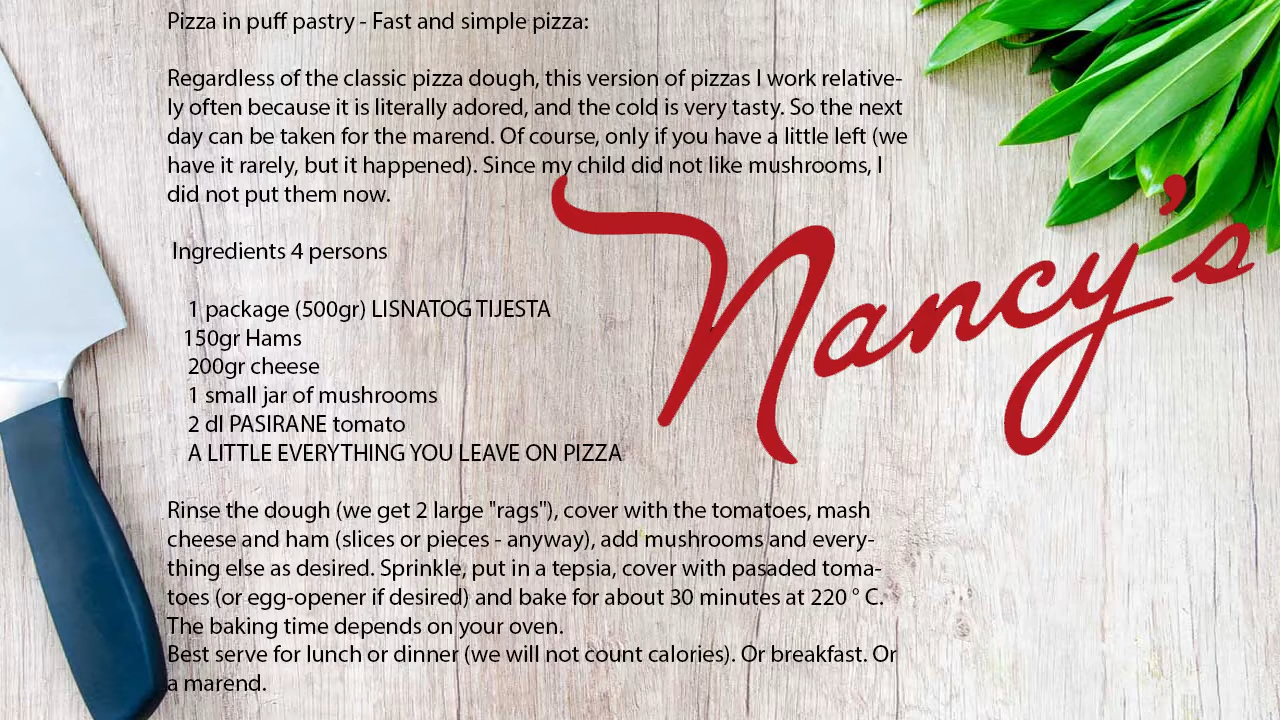 Pizza in puff pastry - Fast and simple pizza:
Regardless of the classic pizza dough, this version of pizzas I work relative-
ly often because it is literally adored, and the cold is very tasty. So the next
day can be taken for the marend. Of course, only if you have a little left (we
have it rarely, but it happened). Since my child did not like mushrooms, I
did not put them now.
Ingredients 4 persons
1 package (500gr) LISNATOG TIJESTA
150gr Hams
200gr cheese
1 small jar of mushrooms
2 dl PASIRANE tomato
A LITTLE EVERYTHING YOU LEAVE ON PIZZA
Nancy's
Rinse the dough (we get 2 large "rags"), cover with the tomatoes, mash
cheese and ham (slices or pieces - anyway), add mushrooms and every-
thing else as desired. Sprinkle, put in a tepsia, cover with pasaded toma-
toes (or egg-opener if desired) and bake for about 30 minutes at 220 ° C.
The baking time depends on your oven.
Best serve for lunch or dinner (we will not count calories). Or breakfast. Or
a marend.